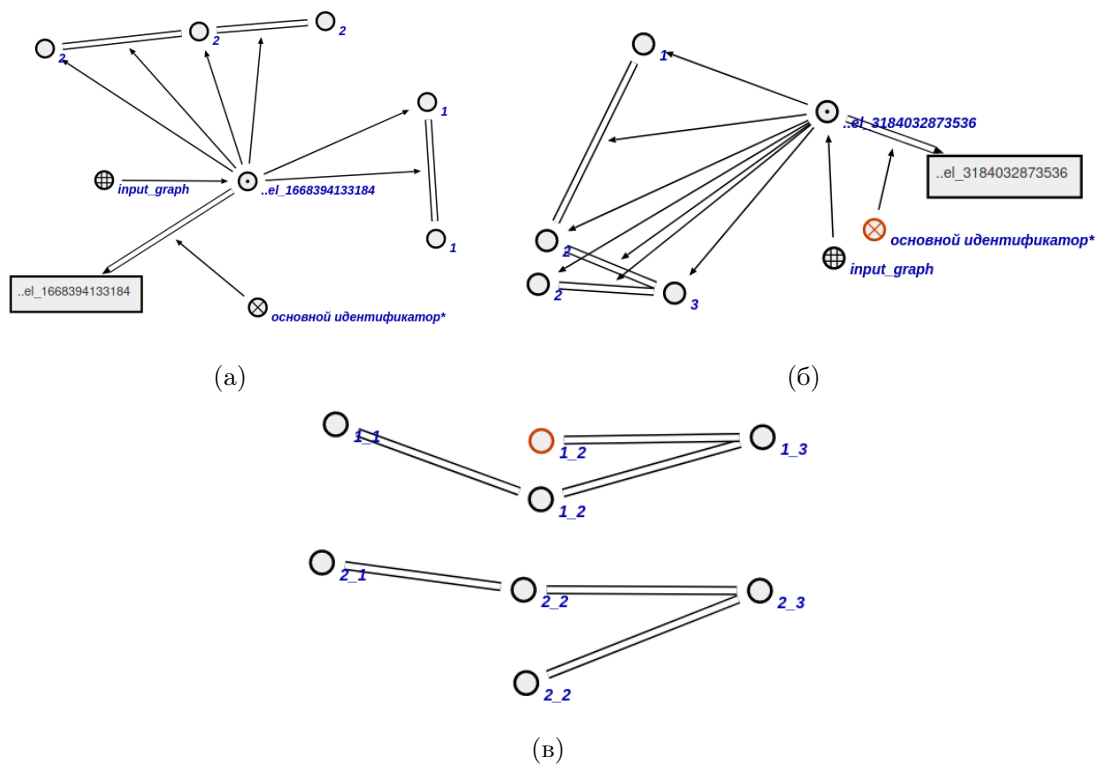 2
2
2
1
input_graph
..el_1668394133184
1
..el_1668394133184
основной идентификатор*
(а)
1
..el_3184032873536
..el_3184032873536
основной идентификатор*
2
input_graph
2
3
(б)
1_1
1_2
1_3
1_2
2_1
2_2
2_3
2_2
(в)